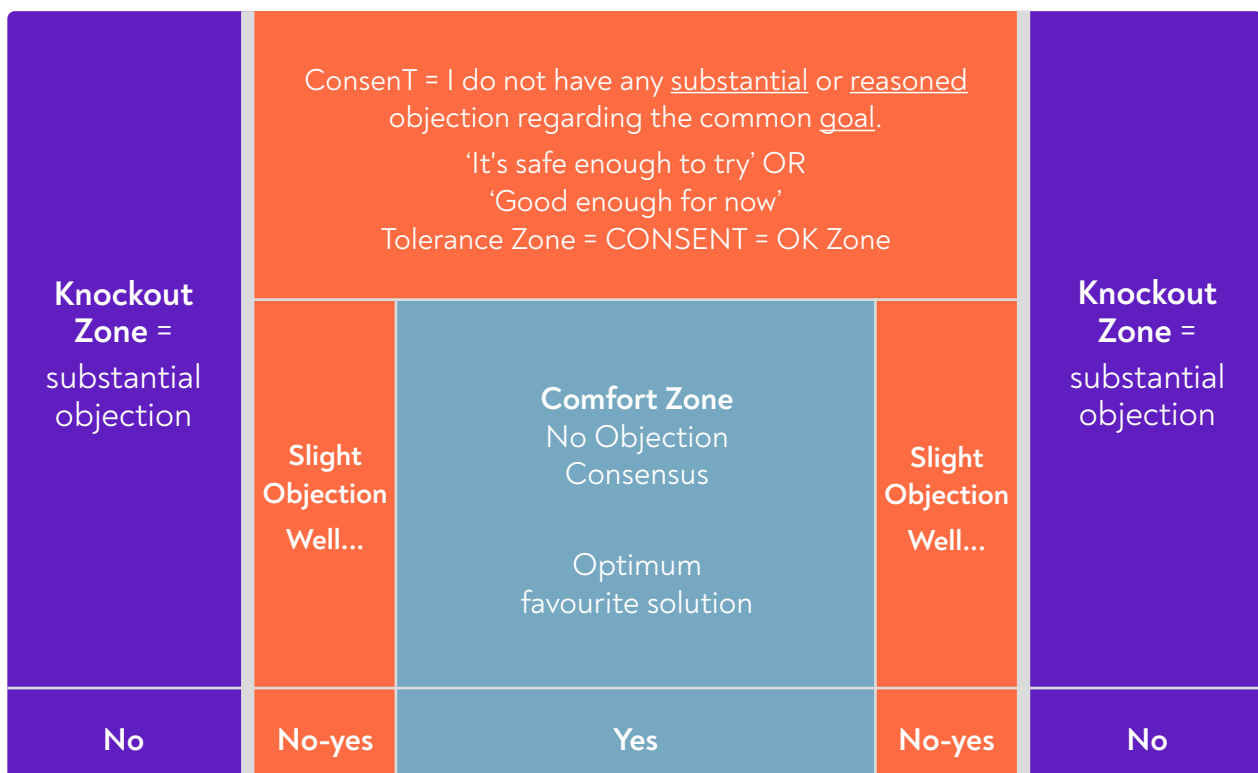 ConsenT = I do not have any substantial or reasoned
objection regarding the common goal.
‘It's safe enough to try’ OR
‘Good enough for now’
Tolerance Zone = CONSENT = OK Zone
Knockout
Zone =
substantial
objection
Slight
Objection
Well...
Comfort Zone
No Objection
Consensus
Optimum
favourite solution
Slight
Objection
Well...
Knockout
Zone =
substantial
objection
No
No-yes
Yes
No-yes
No